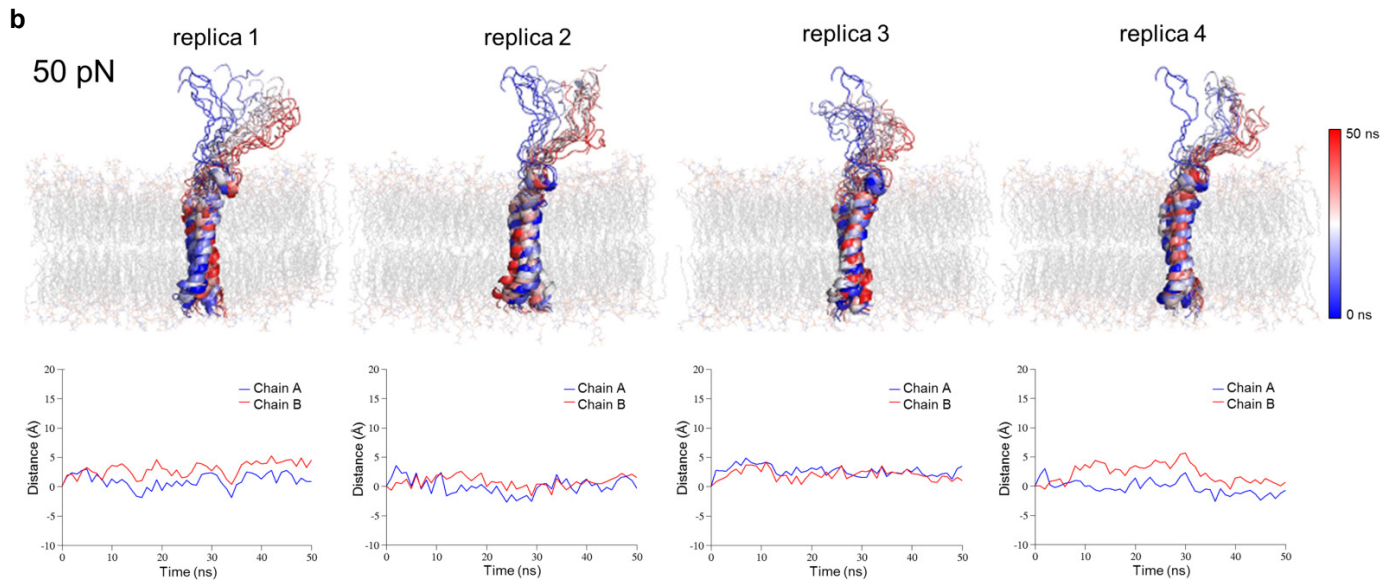 b
replica 1
replica 2
replica 3
replica 4
50 pN
50 ns
0 ns
Chain A
Chain B
Distance (Å)
20
15
10
5
0
-5
-10
0
10
20
30
40
50
Time (ns)
Chain A
Chain B
Distance (Å)
20
15
10
5
0
-5
-10
0
10
20
30
40
50
Time (ns)
Chain A
Chain B
Distance (Å)
20
15
10
5
0
-5
-10
0
10
20
30
40
50
Time (ns)
Chain A
Chain B
Distance (Å)
20
15
10
5
0
-5
-10
0
10
20
30
40
50
Time (ns)